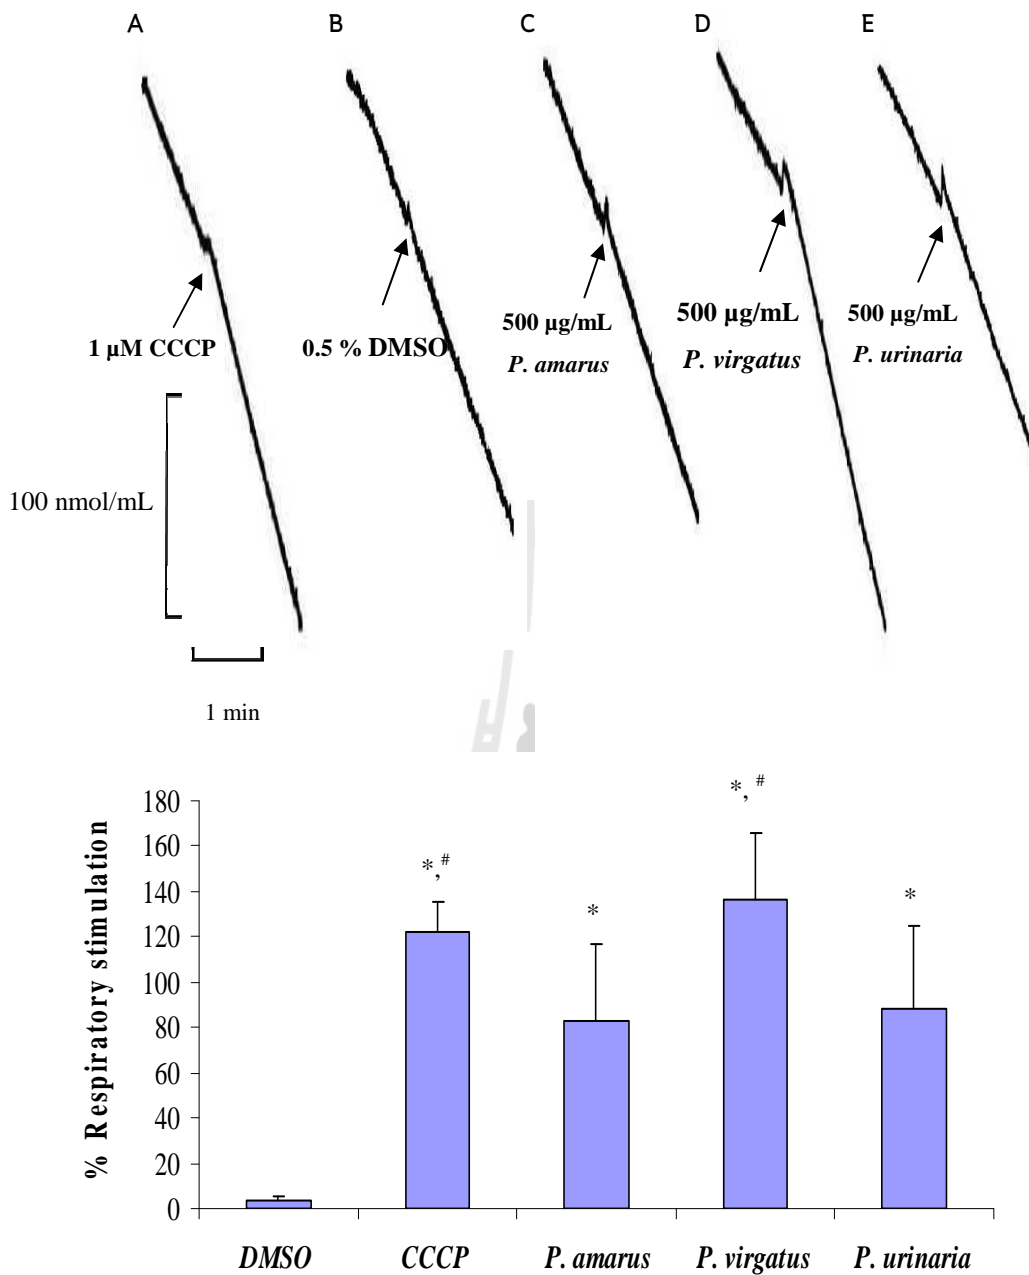 A B C D E
1 µM CCCP
0.5 % DMSO
500 µg/mL
P. amarus
500 µg/mL
P. virgatus
500 µg/mL
P. urinaria
100 nmol/mL
1 min
% Respiratory stimulation
180
160
140
120
100
80
60
40
20
0
*,#
*
*, #
*
DMSO CCCP P. amarus P. virgatus P. urinaria